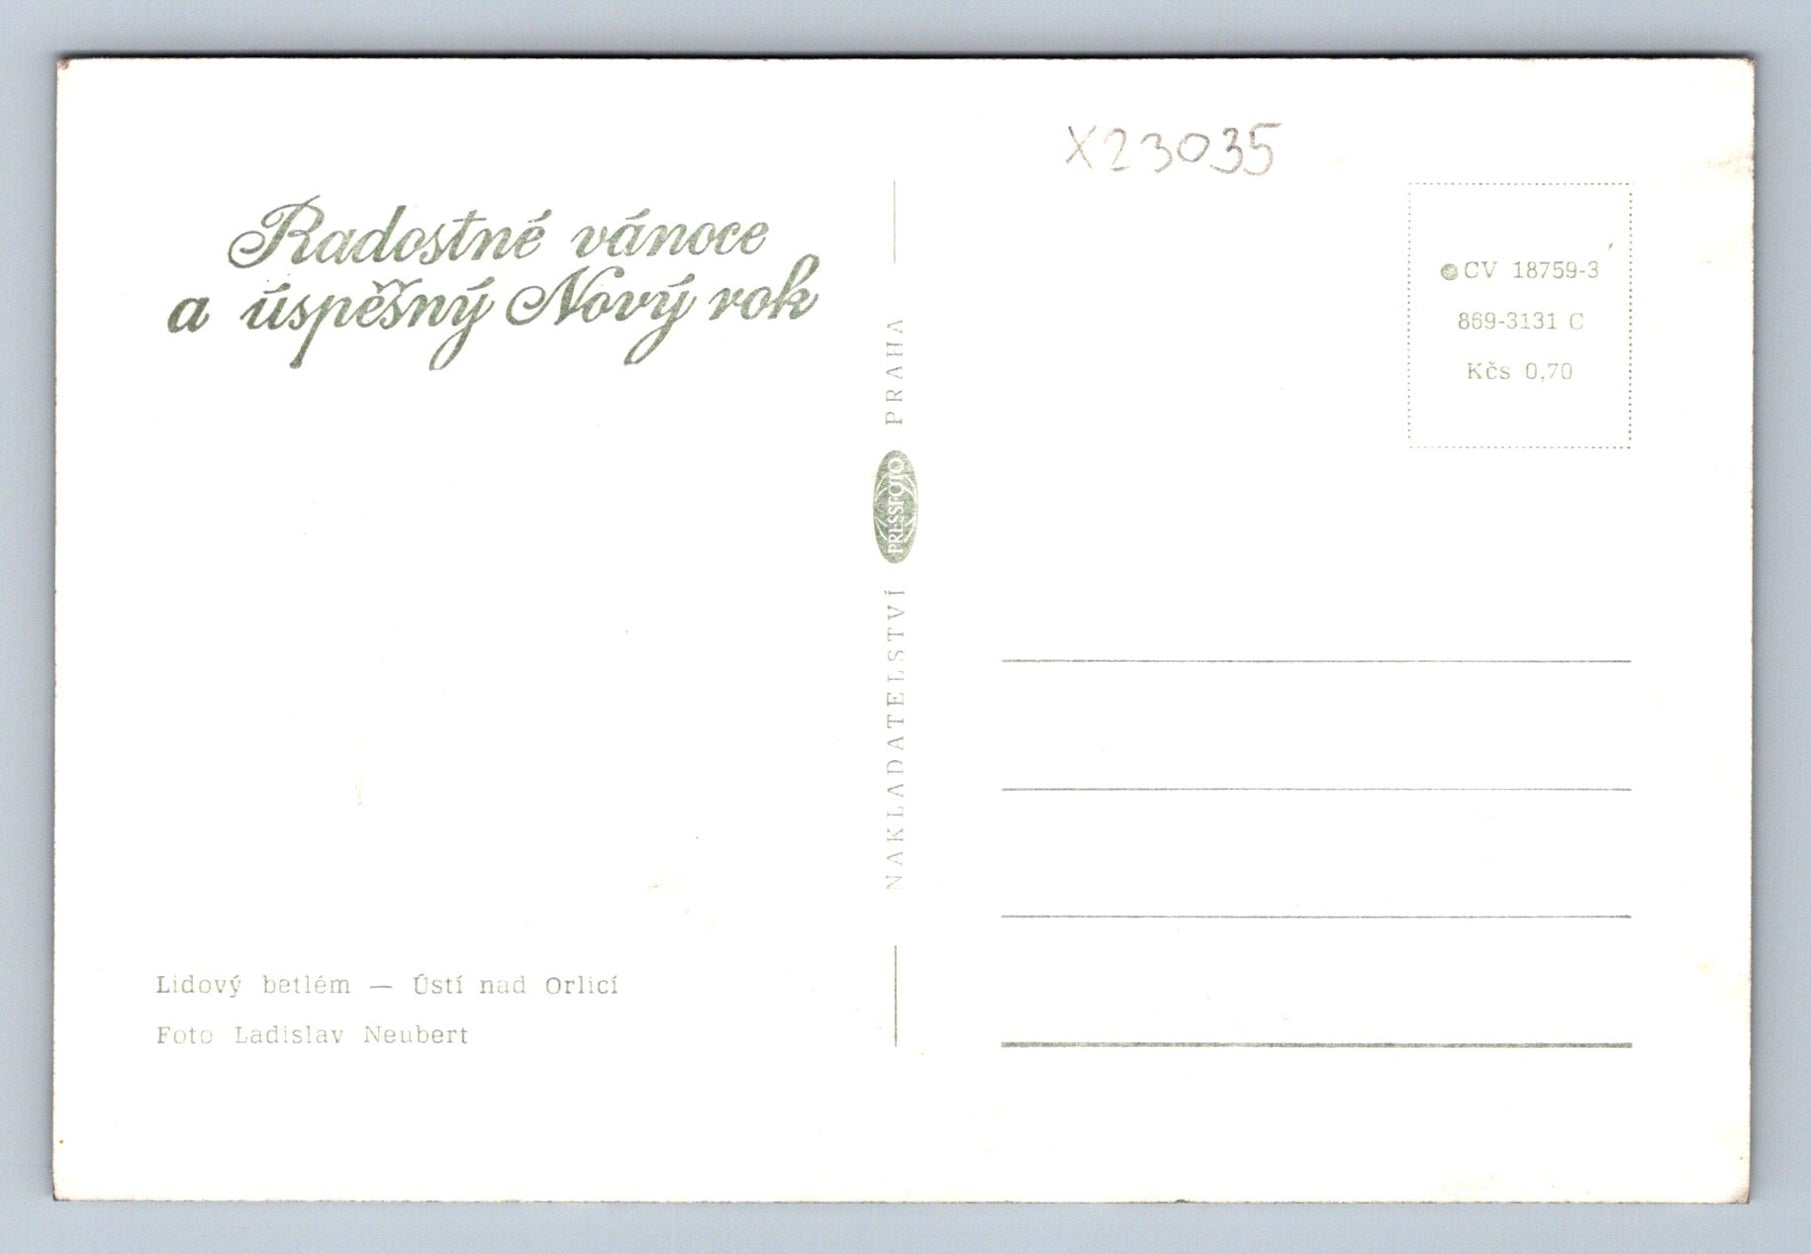 Radostné vánoce
a úspěšný Nový rok
Lidový betlém — Ústí nad Orlicí
Foto Ladislav Neubert
NAKLADATELSTVÍ PRESSFOTO PRAHA
X23035
CV 18759-3
869-3131 C
Kčs 0,70